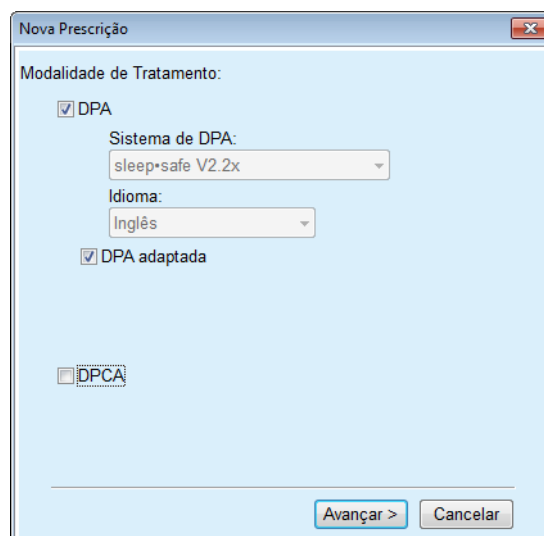 Nova Prescrição
Modalidade de Tratamento:
DPA
Sistema de DPA:
sleep•safe V2.2x
Idioma:
Inglês
DPA adaptada
DPCA
Avançar > Cancelar